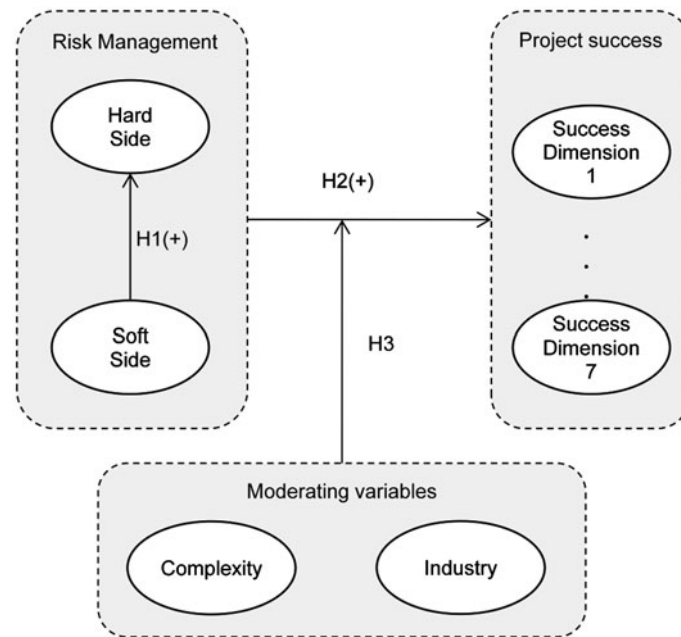 Risk Management
Hard
Side
H1(+)
Soft
Side
H2(+)
H3
Project success
Success
Dimension
1
.
.
.
Success
Dimension
7
Moderating variables
Complexity
Industry